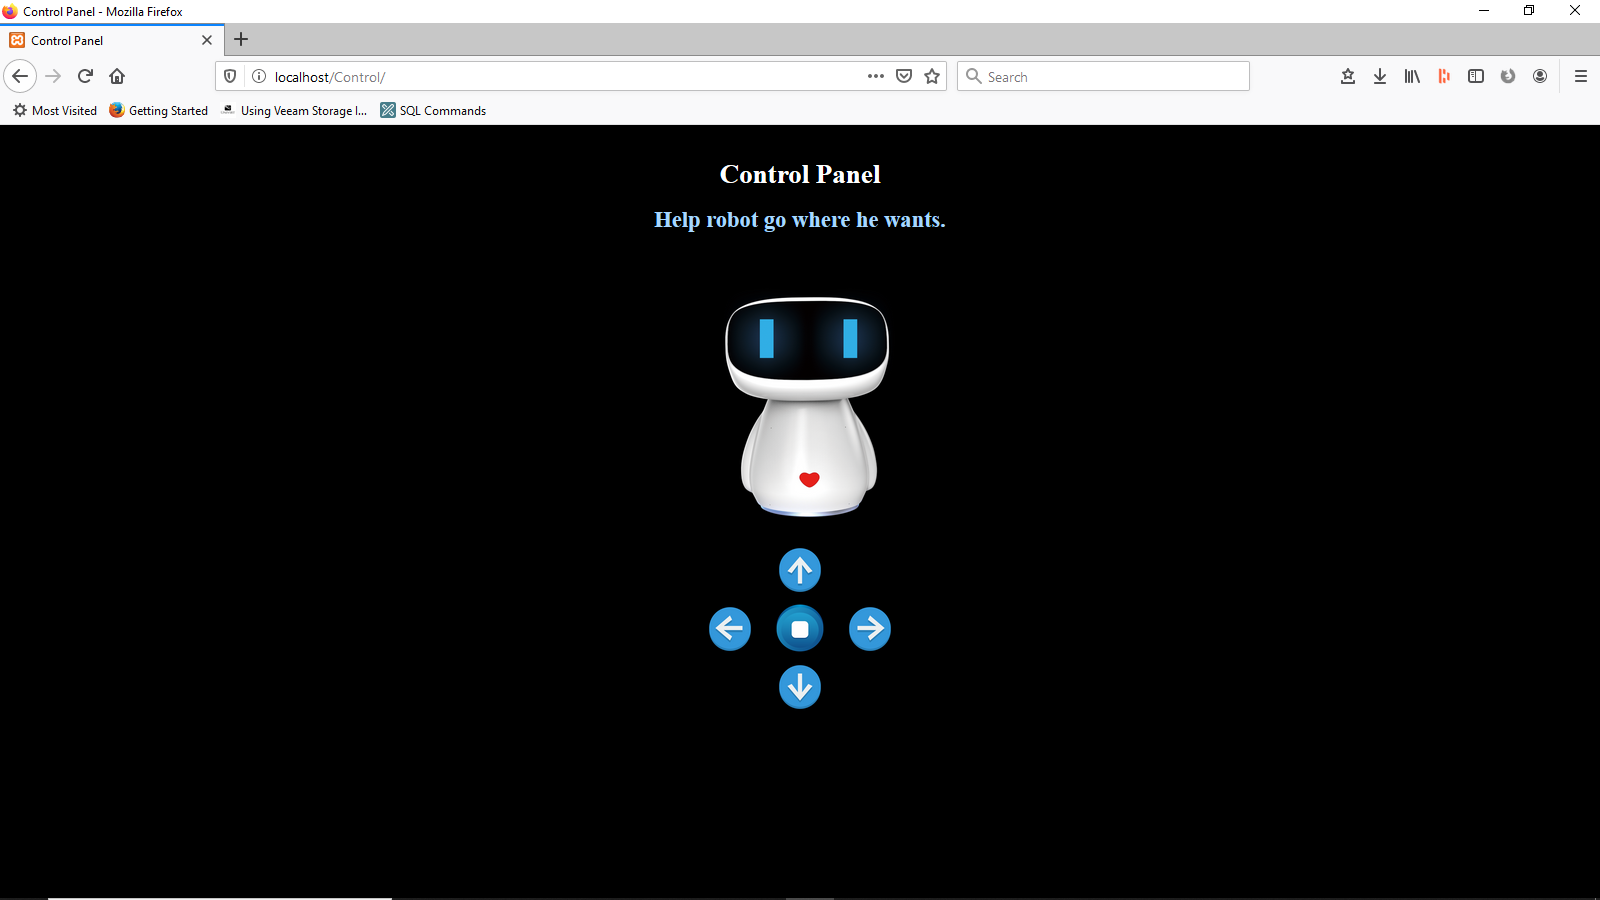 Control Panel - Mozilla Firefox
Control Panel
localhost/Control/
Search
Most Visited
Getting Started
Using Veeam Storage I...
SQL Commands
Control Panel
Help robot go where he wants.